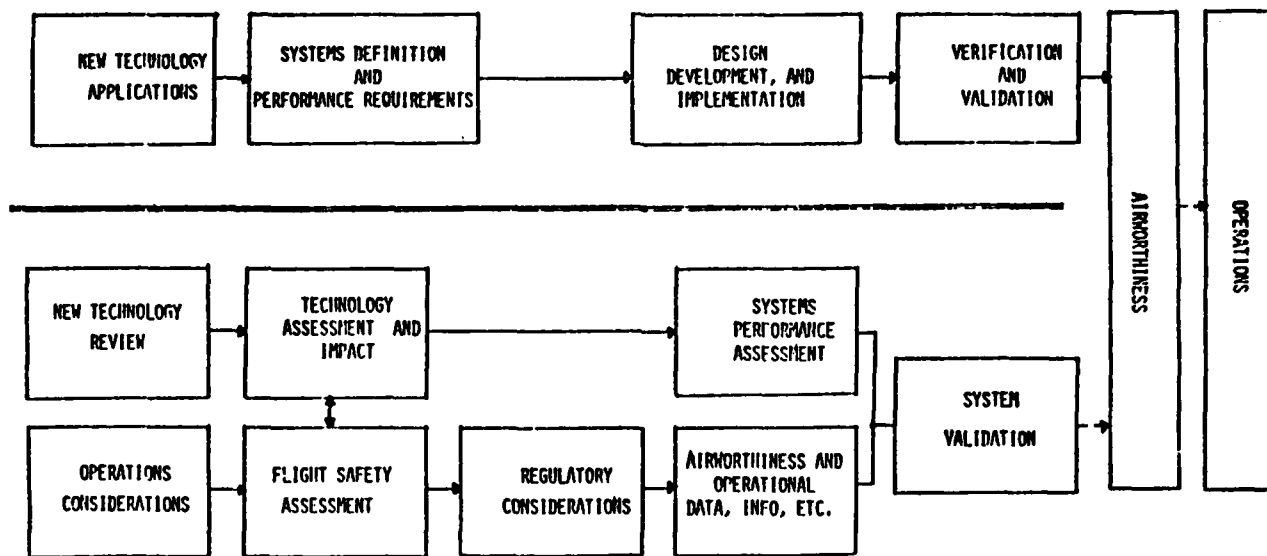 NEW TECHNOLOGY
APPLICATIONS
SYSTEMS DEFINITION
AND
PERFORMANCE REQUIREMENTS
DESIGN
DEVELOPMENT, AND
IMPLEMENTATION
VERIFICATION
AND
VALIDATION
AIRWORTHINESS
OPERATIONS
NEW TECHNOLOGY
REVIEW
TECHNOLOGY
ASSESSMENT AND
IMPACT
SYSTEMS
PERFORMANCE
ASSESSMENT
SYSTEM
VALIDATION
OPERATIONS
CONSIDERATIONS
FLIGHT SAFETY
ASSESSMENT
REGULATORY
CONSIDERATIONS
AIRWORTHINESS AND
OPERATIONAL
DATA, INFO, ETC.